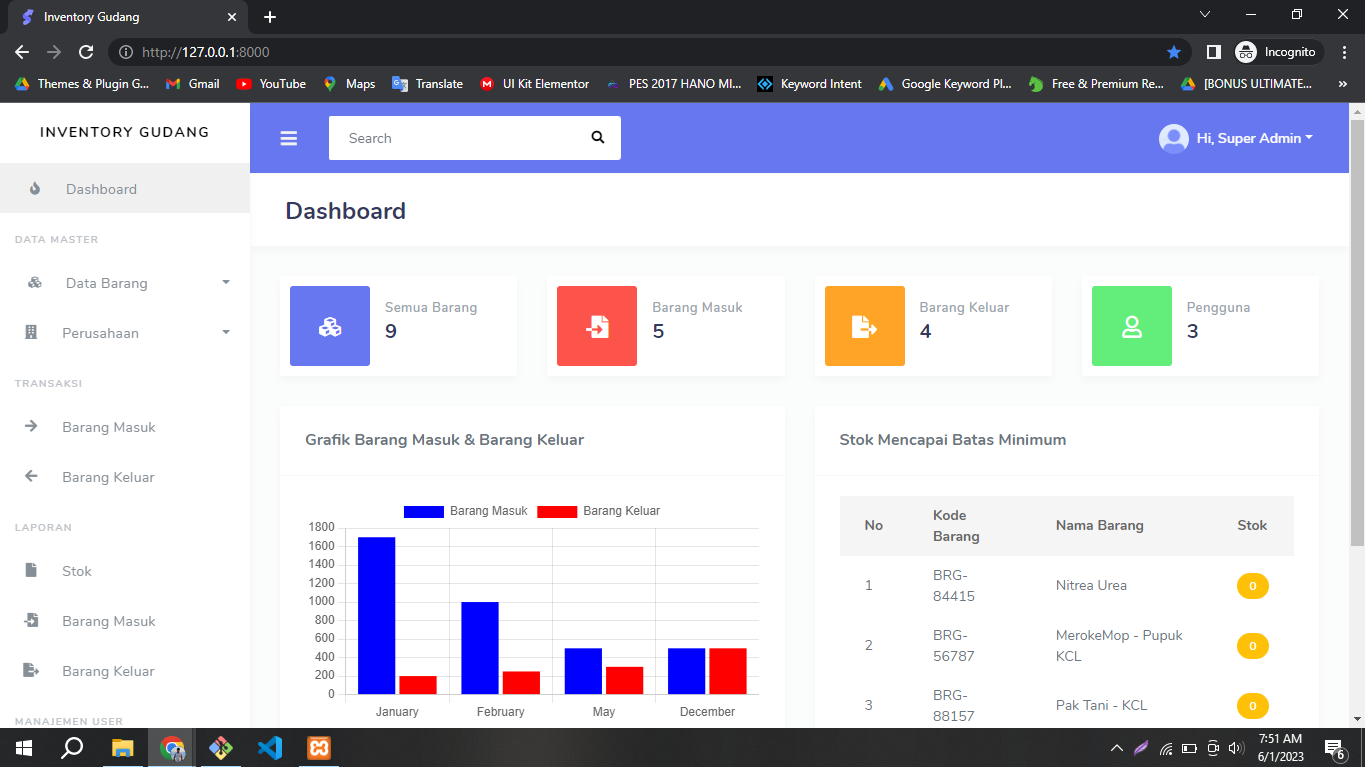 Inventory Gudang
http://127.0.0.1:8000
Incognito
Themes & Plugin G...
Gmail
YouTube
Maps
Translate
UI Kit Elementor
PES 2017 HANO MI...
Keyword Intent
Google Keyword Pl...
Free & Premium Re...
[BONUS ULTIMATE...
»
INVENTORY GUDANG
Search
Hi, Super Admin
Dashboard
DATA MASTER
Data Barang
Perusahaan
TRANSAKSI
Barang Masuk
Barang Keluar
LAPORAN
Stok
Barang Masuk
Barang Keluar
MANAJEMEN USER
Dashboard
Semua Barang
9
Barang Masuk
5
Barang Keluar
4
Pengguna
3
Grafik Barang Masuk & Barang Keluar
Barang Masuk Barang Keluar
1800
1600
1400
1200
1000
800
600
400
200
0
January February May December
Stok Mencapai Batas Minimum
No Kode Barang Nama Barang Stok
1 BRG-84415 Nitrea Urea 0
2 BRG-56787 MerokeMop - Pupuk KCL 0
3 BRG-88157 Pak Tani - KCL 0
7:51 AM
6/1/2023
6